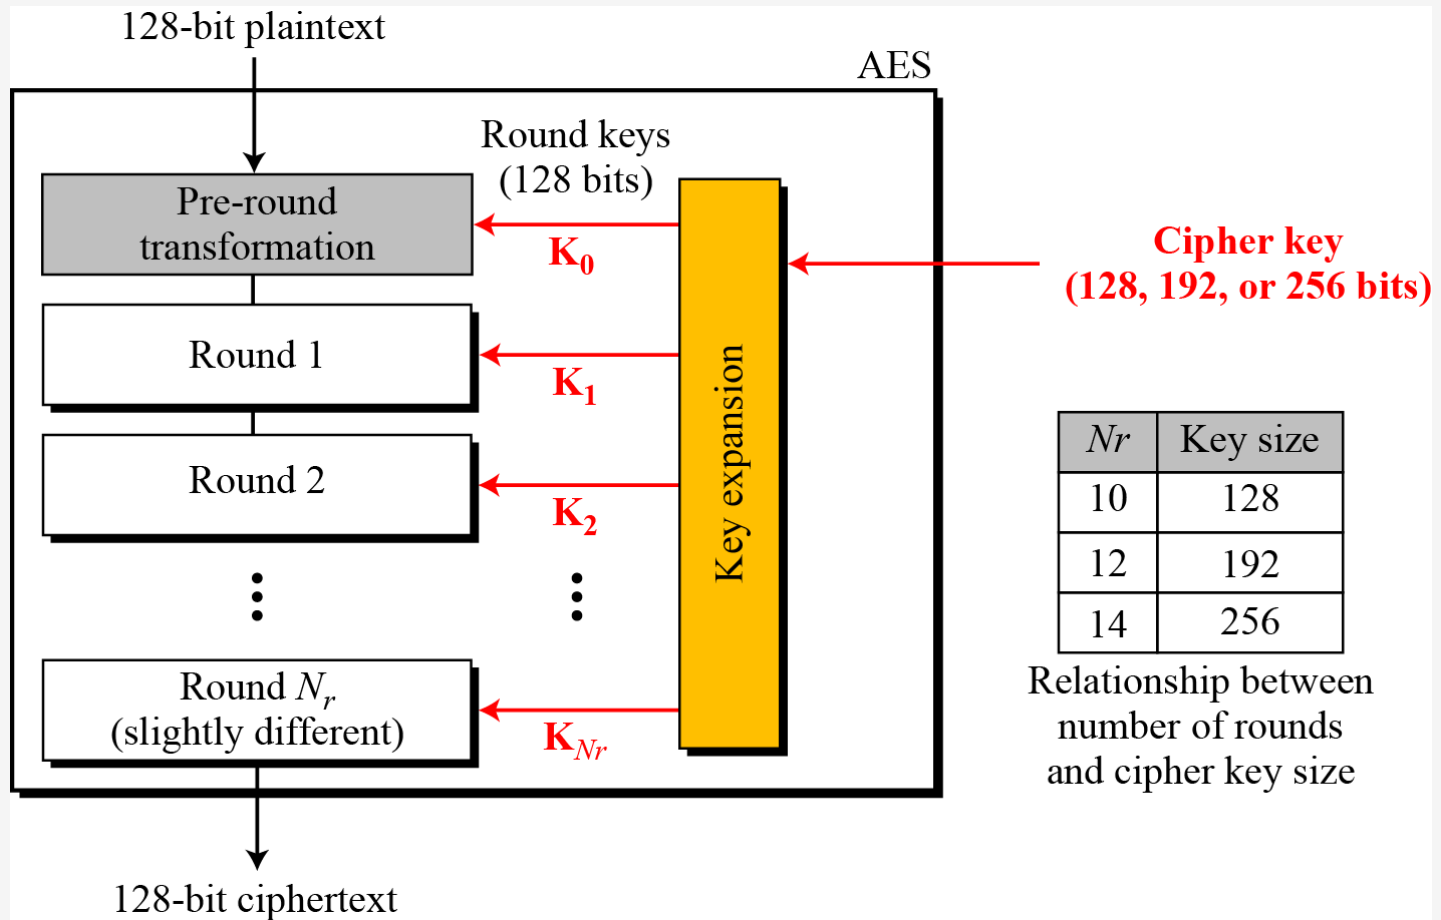 128-bit plaintext
AES
Round keys
(128 bits)
Pre-round
transformation
K0
Cipher key
(128, 192, or 256 bits)
Round 1
K1
Round 2
K2
Key expansion
Round Nr
(slightly different)
KNr
128-bit ciphertext
Nr Key size
10 128
12 192
14 256
Relationship between
number of rounds
and cipher key size